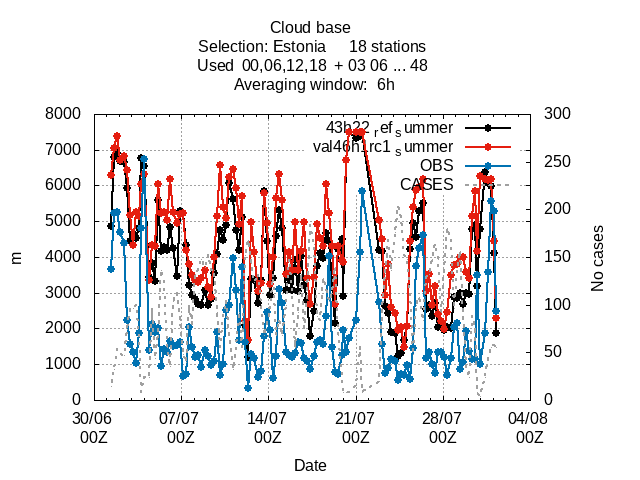 Cloud base
Selection: Estonia 18 stations
Used 00,06,12,18 + 03 06 ... 48
Averaging window: 6h
8000
7000
6000
5000
4000
3000
2000
1000
0
300
250
200
150
100
50
0
m
No cases
43h22_ref_summer
val46h1rc1_summer
OBS
CASES
30/06 07/07 14/07 21/07 28/07 04/08
00Z 00Z 00Z 00Z 00Z 00Z
Date